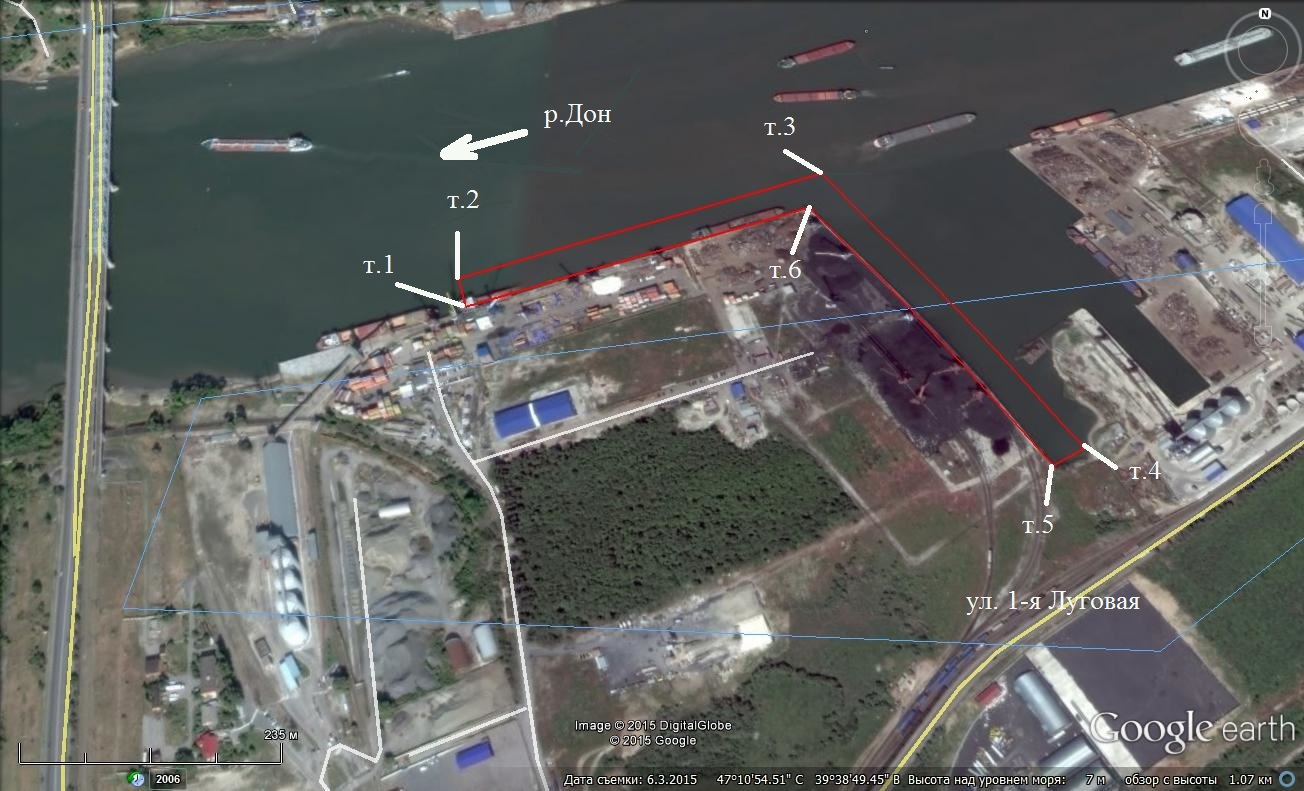 N
р.Дон
т.3
т.2
т.1
т.6
т.4
т.5
ул. 1-я Луговая
Image © 2015 DigitalGlobe
© 2015 Google
Google earth
235 м
2006
Дата съемки: 6.3.2015 47°10'54.51" С 39°38'49.45" В Высота над уровнем моря: 7 м обзор с высоты 1.07 км